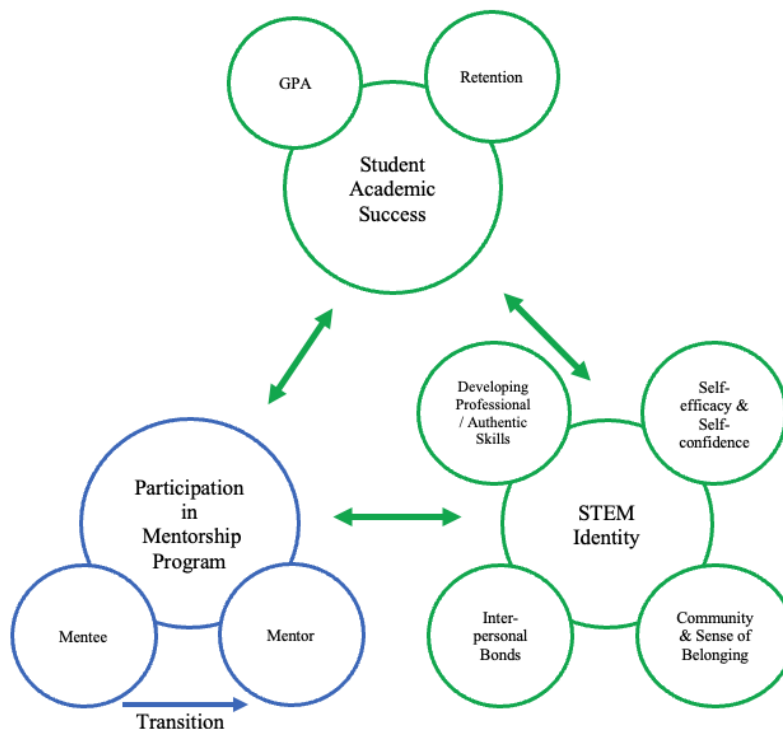 GPA
Retention
Student
Academic
Success
Developing
Professional
/ Authentic
Skills
Self-
efficacy &
Self-
confidence
Participation
in
Mentorship
Program
STEM
Identity
Mentee
Mentor
Inter-
personal
Bonds
Community
& Sense of
Belonging
Transition